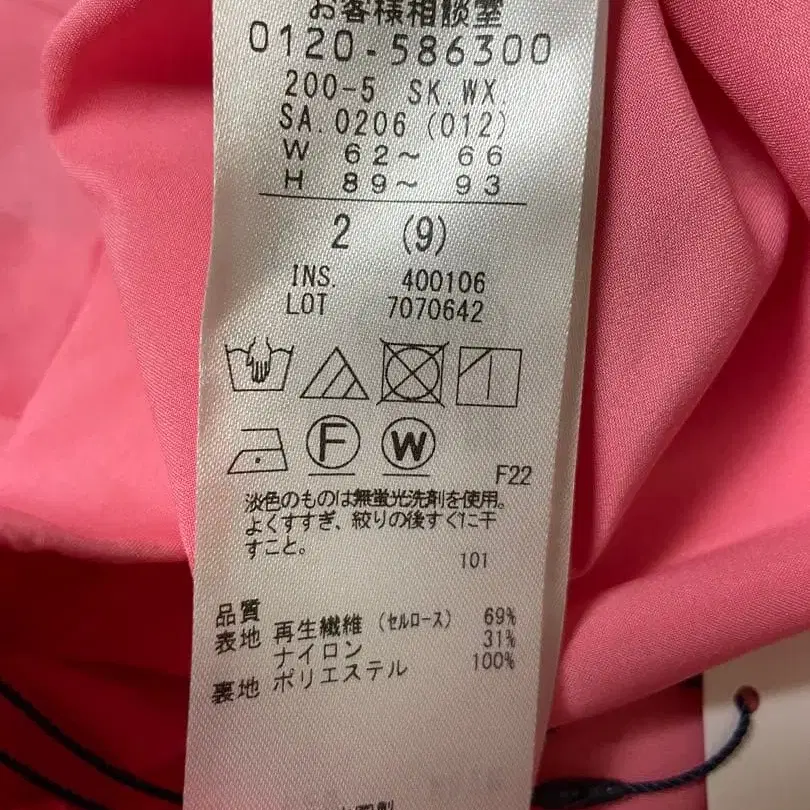 お客様相談室
0120-586300
200-5 SK.WX.
SA.0206 (012)
W 62～ 66
H 89～ 93
2 (9)
INS. 400106
LOT 7070642
F W
F22
淡色のものは無蛍光洗剤を使用。
よくすすぎ、絞りの後すぐに干
すこと。
101
品質
表地 再生繊維 (セルロース) 69%
ナイロン 31%
裏地 ポリエステル 100%